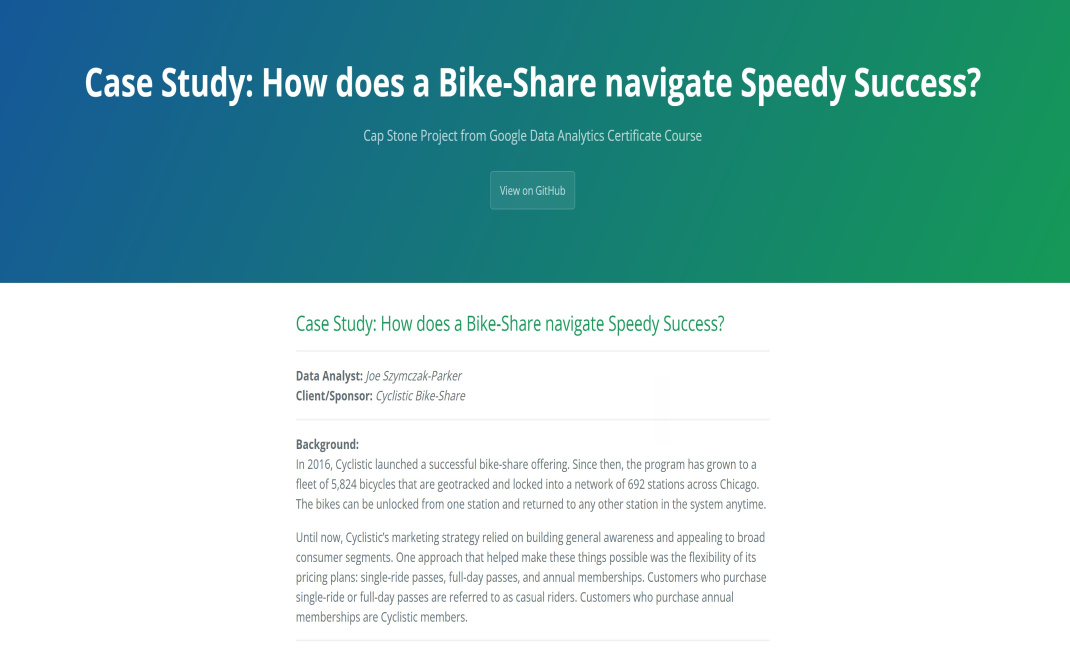 Case Study: How does a Bike-Share navigate Speedy Success?
Cap Stone Project from Google Data Analytics Certificate Course
View on GitHub
Case Study: How does a Bike-Share navigate Speedy Success?
Data Analyst: Joe Szymczak-Parker
Client/Sponsor: Cyclistic Bike-Share
Background:
In 2016, Cyclistic launched a successful bike-share offering. Since then, the program has grown to a
fleet of 5,824 bicycles that are geotracked and locked into a network of 692 stations across Chicago.
The bikes can be unlocked from one station and returned to any other station in the system anytime.
Until now, Cyclistic’s marketing strategy relied on building general awareness and appealing to broad
consumer segments. One approach that helped make these things possible was the flexibility of its
pricing plans: single-ride passes, full-day passes, and annual memberships. Customers who purchase
single-ride or full-day passes are referred to as casual riders. Customers who purchase annual
memberships are Cyclistic members.